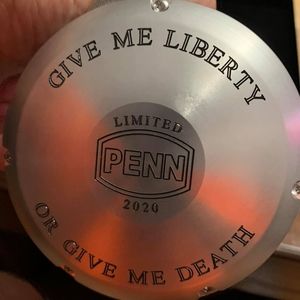 GIVE ME LIBERTY
LIMITED
PENN
2020
OR GIVE ME DEATH